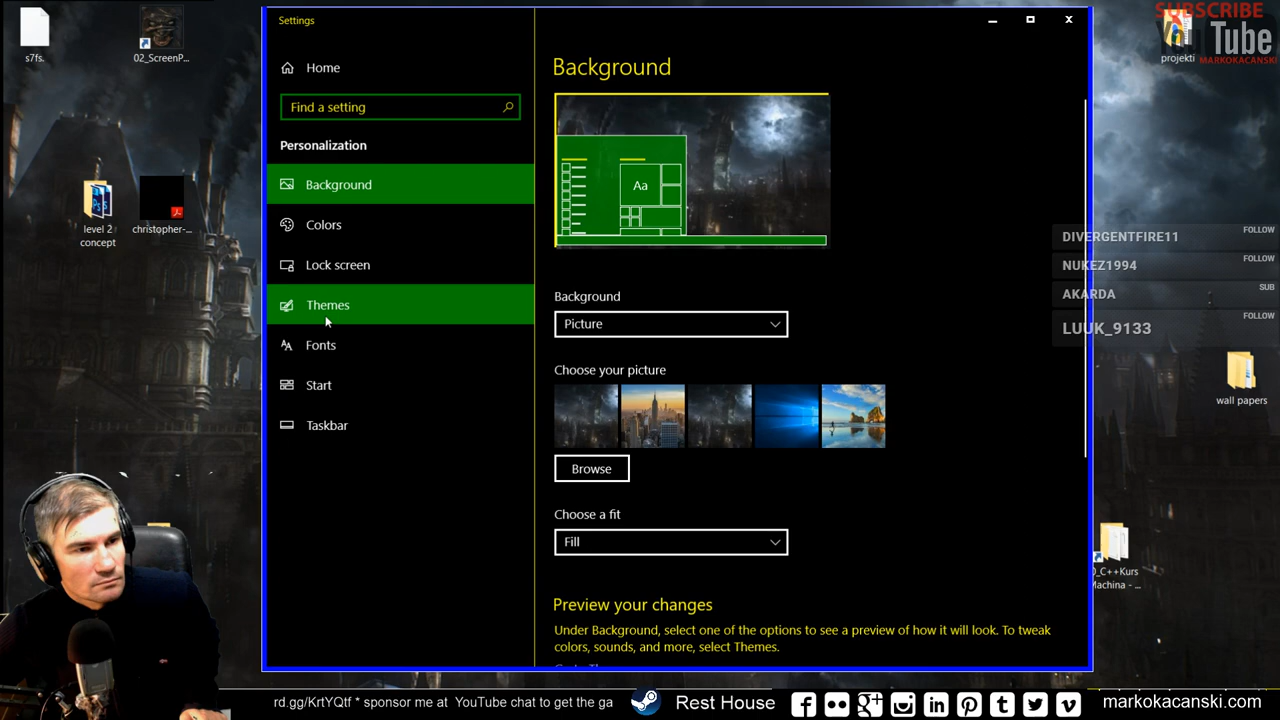 s7fs.
02_ScreenP...
level 2
concept
christopher-...
Settings
Home
Find a setting
Personalization
Background
Colors
Lock screen
Themes
Fonts
Start
Taskbar
Background
Aa
Background
Picture
Choose your picture
Browse
Choose a fit
Fill
Preview your changes
Under Background, select one of the options to see a preview of how it will look. To tweak
colors, sounds, and more, select Themes.
SUBSCRIBE
YouTube
MARKOKACANSKI
projekti
DIVERGENTFIRE11 FOLLOW
NUKEZ1994 FOLLOW
AKARDA SUB
LUUK_9133 FOLLOW
wall papers
_C++Kurs
Machina - ...
rd.gg/KrtYQtf * sponsor me at YouTube chat to get the ga
Rest House
markokacanski.com